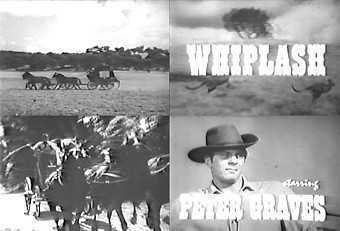 WHIPLASH
starring
PETER GRAVES